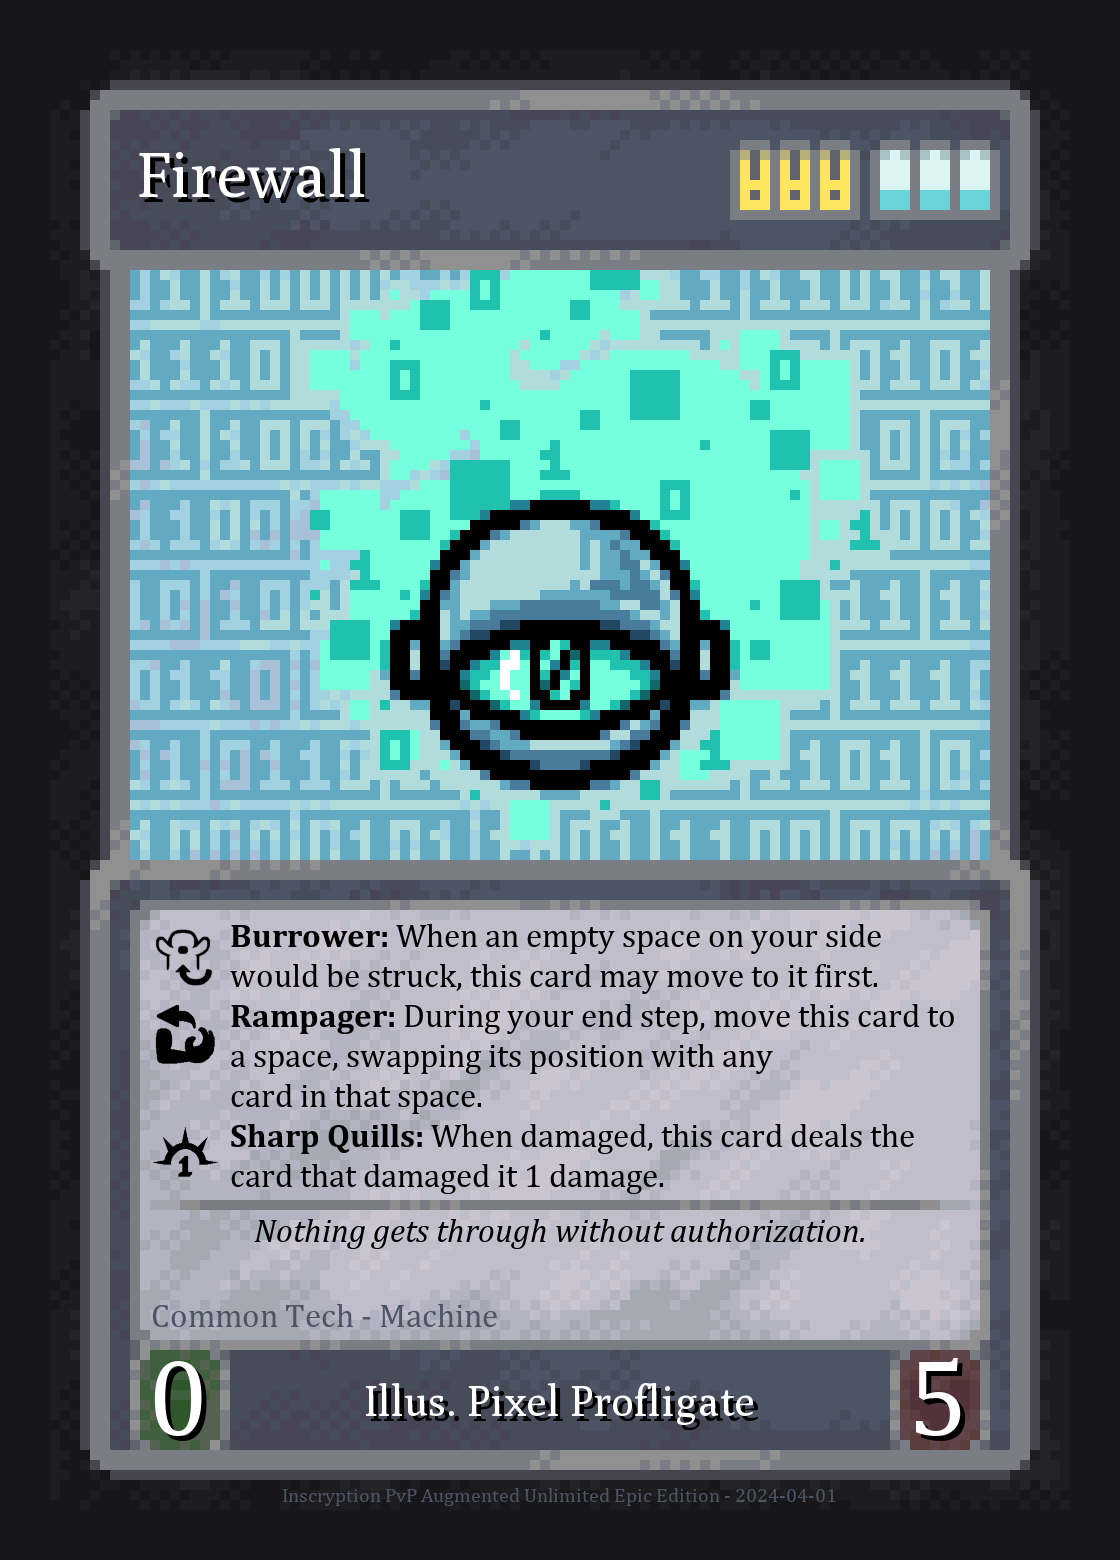 Firewall
Burrower: When an empty space on your side
would be struck, this card may move to it first.
Rampager: During your end step, move this card to
a space, swapping its position with any
card in that space.
1
Sharp Quills: When damaged, this card deals the
card that damaged it 1 damage.
Nothing gets through without authorization.
Common Tech - Machine
0
Illus. Pixel Profligate
5
Inscryption PvP Augmented Unlimited Epic Edition - 2024-04-01